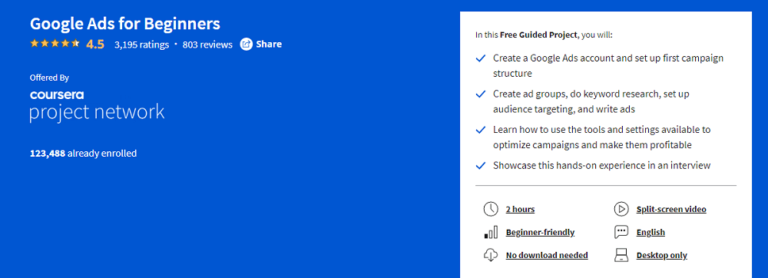 Google Ads for Beginners
4.5 3,195 ratings • 803 reviews Share
Offered By
coursera
project network
123,488 already enrolled
In this Free Guided Project, you will:
Create a Google Ads account and set up first campaign
structure
Create ad groups, do keyword research, set up
audience targeting, and write ads
Learn how to use the tools and settings available to
optimize campaigns and make them profitable
Showcase this hands-on experience in an interview
2 hours
Split-screen video
Beginner-friendly
English
No download needed
Desktop only